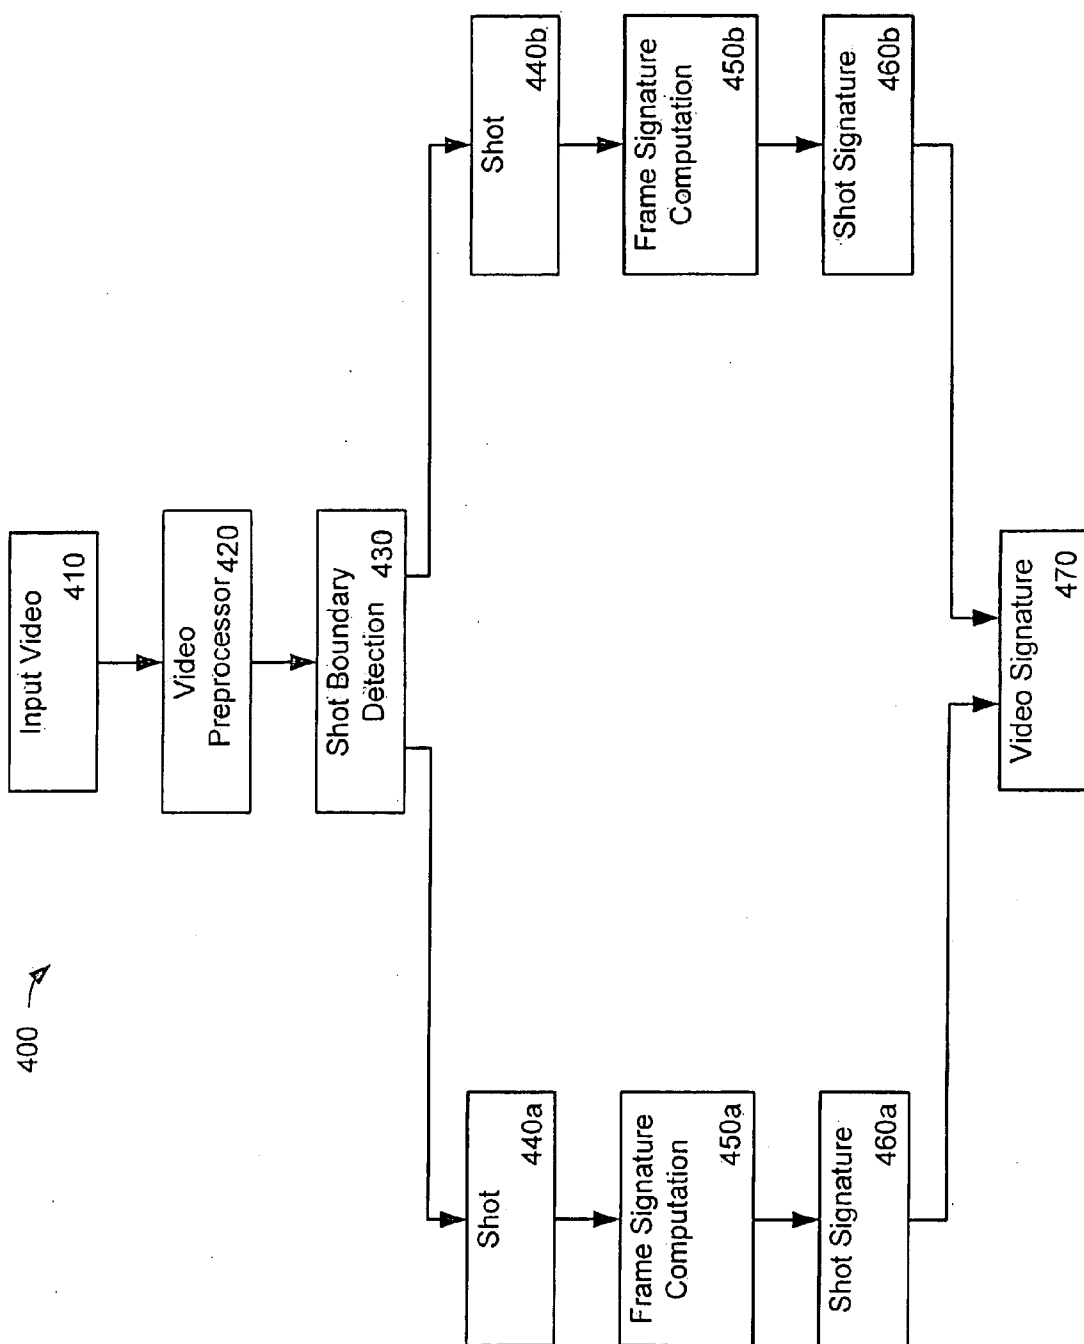 400
Input Video
410
Video
Preprocessor 420
Shot Boundary
Detection 430
Shot
440a
Frame Signature
Computation
450a
Shot Signature
460a
Shot
440b
Frame Signature
Computation
450b
Shot Signature
460b
Video Signature
470